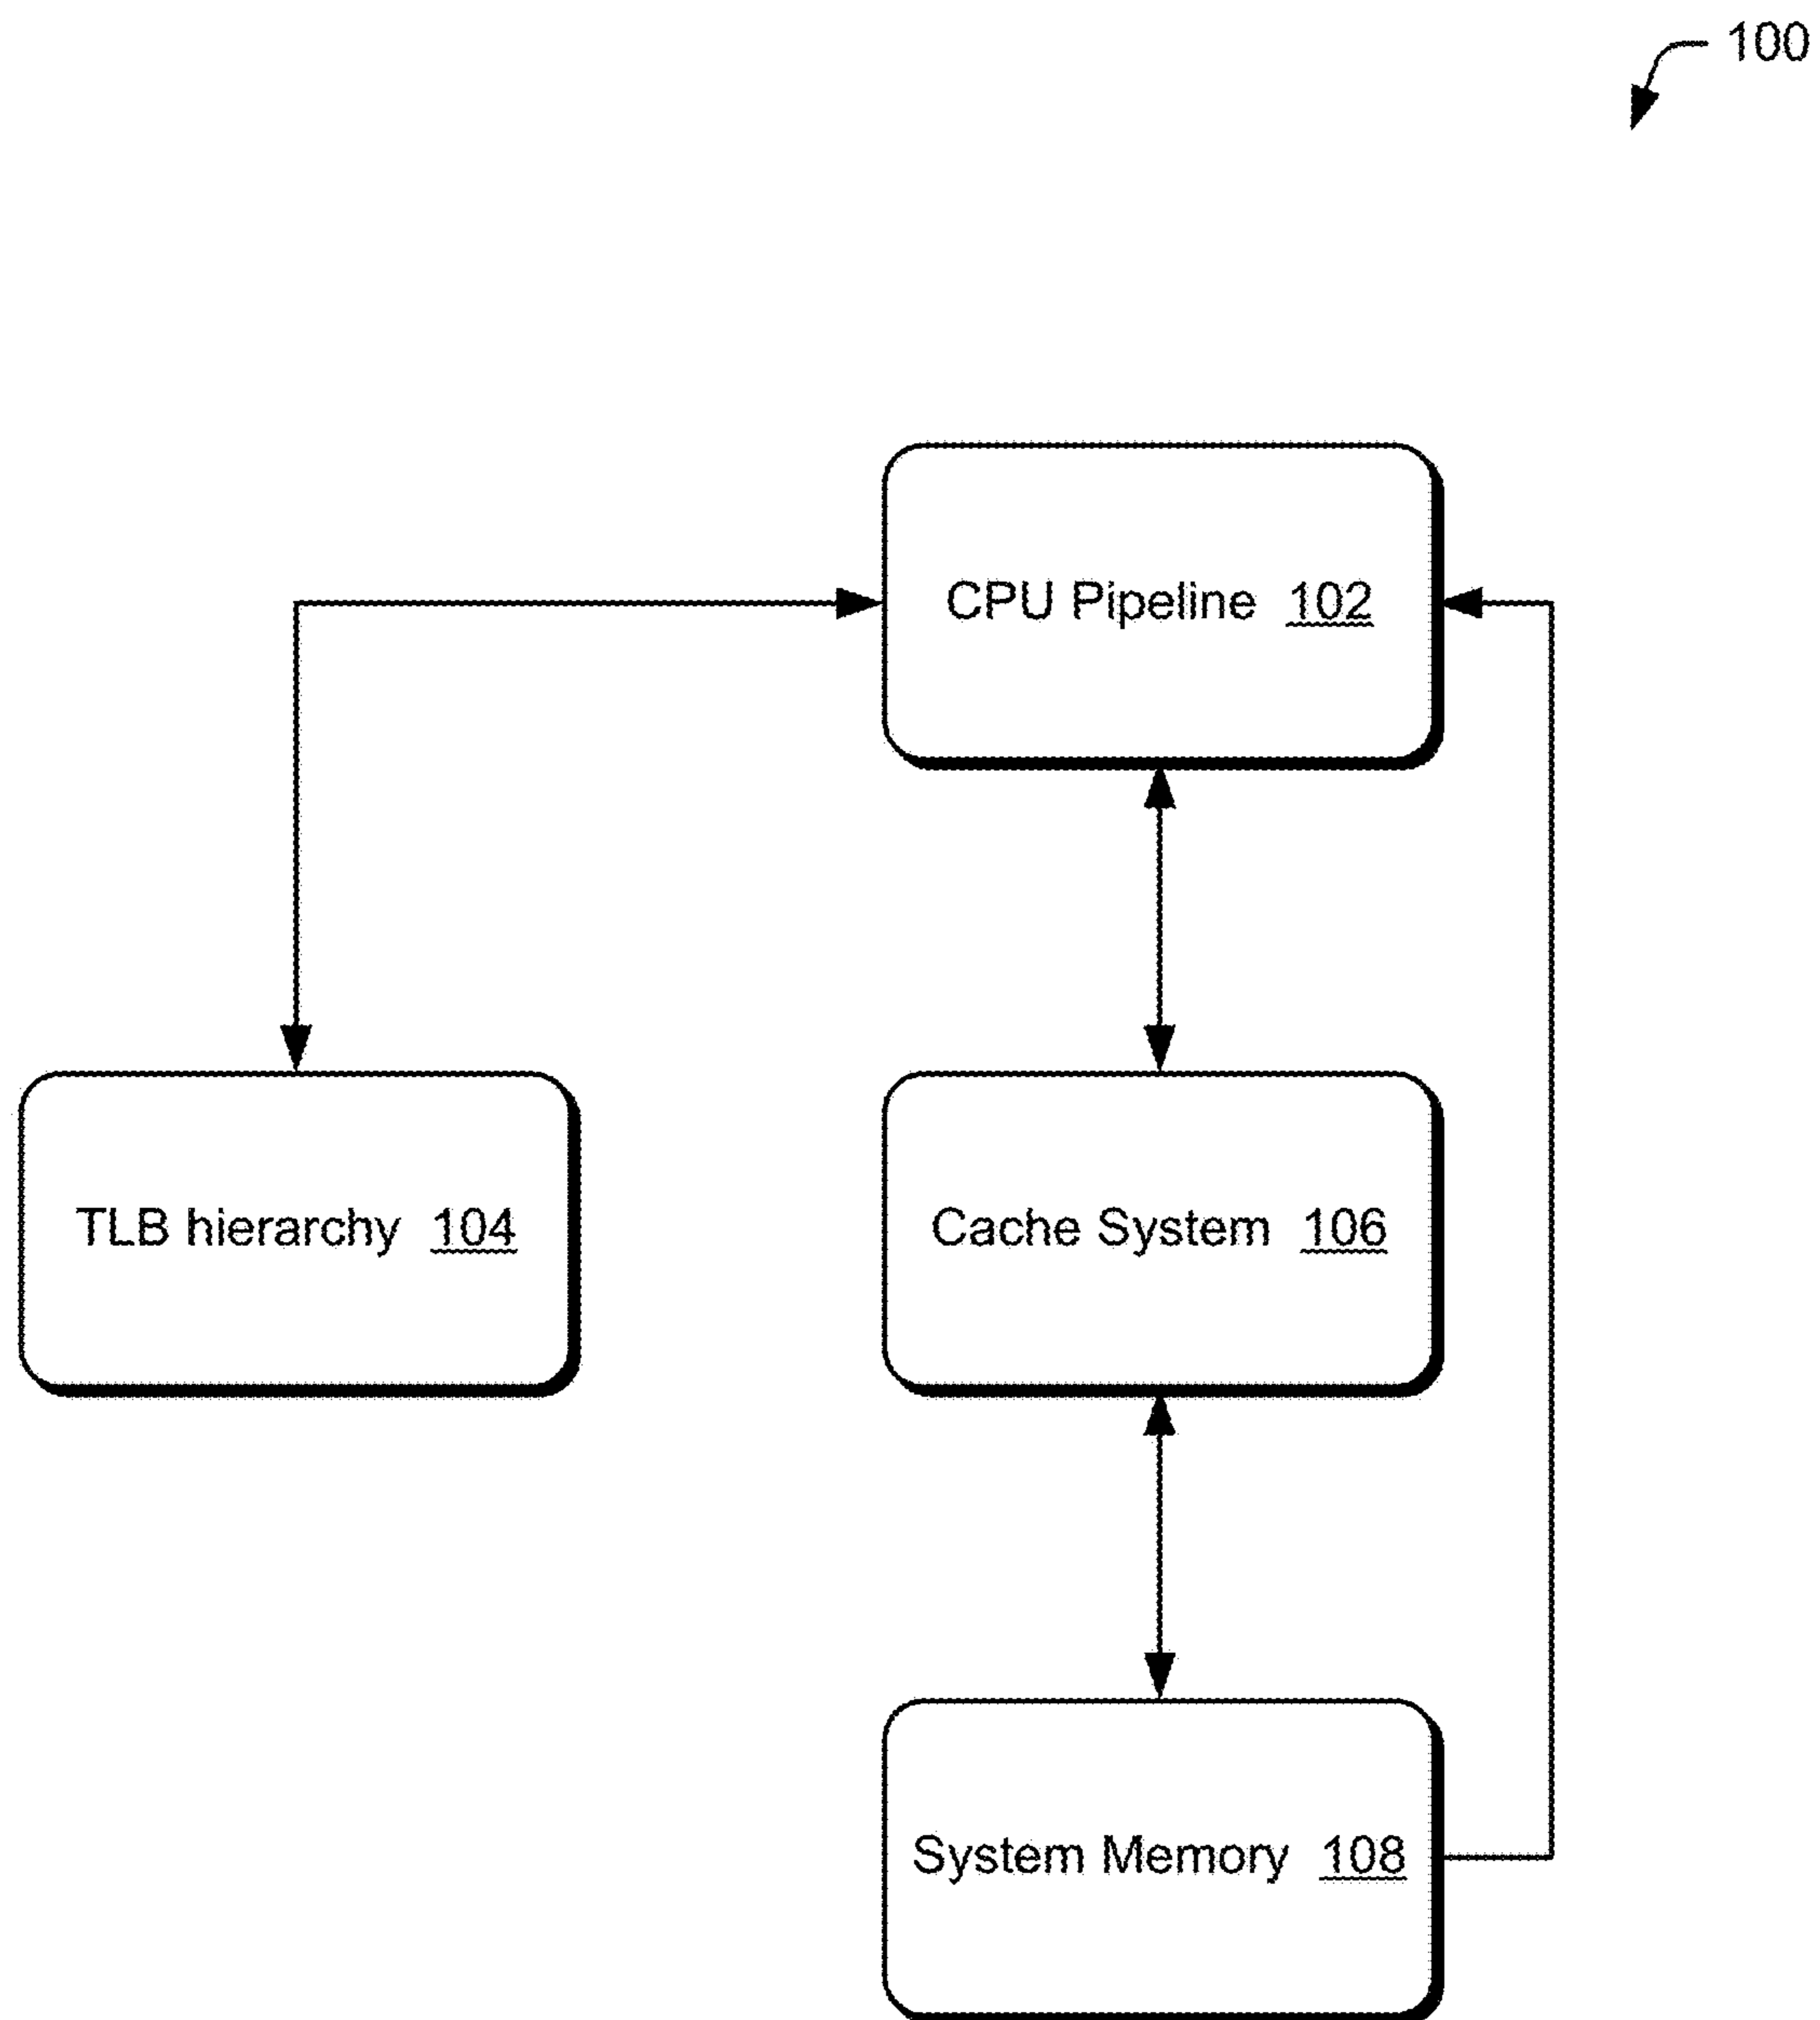 100
CPU Pipeline 102
TLB hierarchy 104
Cache System 106
System Memory 108